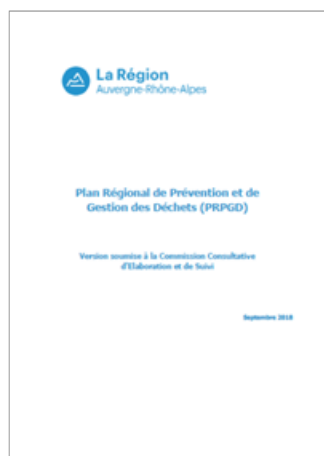 La Région
Auvergne-Rhône-Alpes
Plan Régional de Prévention et de
Gestion des Déchets (PRPGD)
Version soumise à la Commission Consultative
d'Elaboration et de Suivi
Septembre 2018